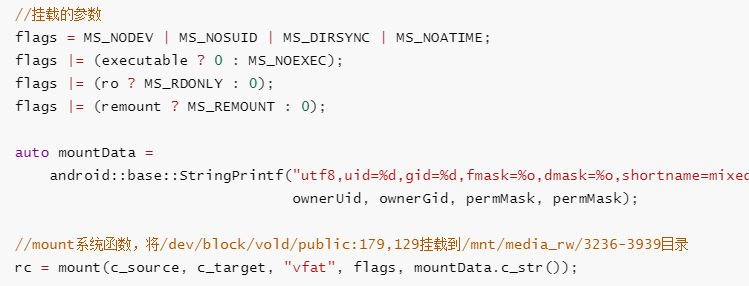 //挂载的参数
flags = MS_NODEV | MS_NOSUID | MS_DIRSYNC | MS_NOATIME;
flags |= (executable ? 0 : MS_NOEXEC);
flags |= (ro ? MS_RDONLY : 0);
flags |= (remount ? MS_REMOUNT : 0);
auto mountData =
android::base::StringPrintf("utf8,uid=%d,gid=%d,fmask=%o,dmask=%o,shortname=mixed
ownerUid, ownerGid, permMask, permMask);
//mount系统函数，将/dev/block/vold/public:179,129挂载到/mnt/media_rw/3236-3939目录
rc = mount(c_source, c_target, "vfat", flags, mountData.c_str());